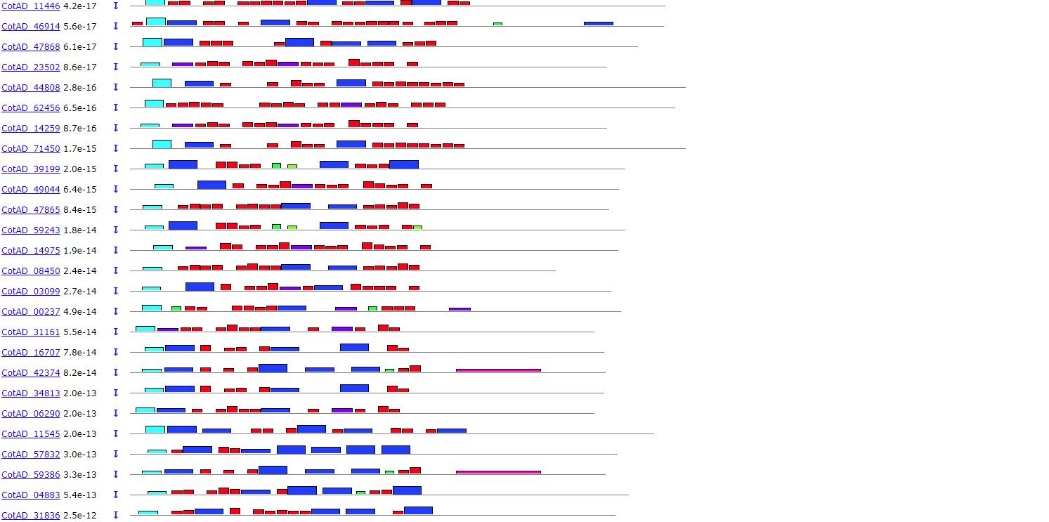 CotAD_11446 4.2e-17
CotAD_46914 5.6e-17
CotAD_47868 6.1e-17
CotAD_23502 8.6e-17
CotAD_44808 2.8e-16
CotAD_62456 6.5e-16
CotAD_14259 8.7e-16
CotAD_71450 1.7e-15
CotAD_39199 2.0e-15
CotAD_49044 6.4e-15
CotAD_47865 8.4e-15
CotAD_59243 1.8e-14
CotAD_14975 1.9e-14
CotAD_08450 2.4e-14
CotAD_03099 2.7e-14
CotAD_00237 4.9e-14
CotAD_31161 5.5e-14
CotAD_16707 7.8e-14
CotAD_42374 8.2e-14
CotAD_34813 2.0e-13
CotAD_06290 2.0e-13
CotAD_11545 2.0e-13
CotAD_57832 3.0e-13
CotAD_59386 3.3e-13
CotAD_04883 5.4e-13
CotAD_31836 2.5e-12